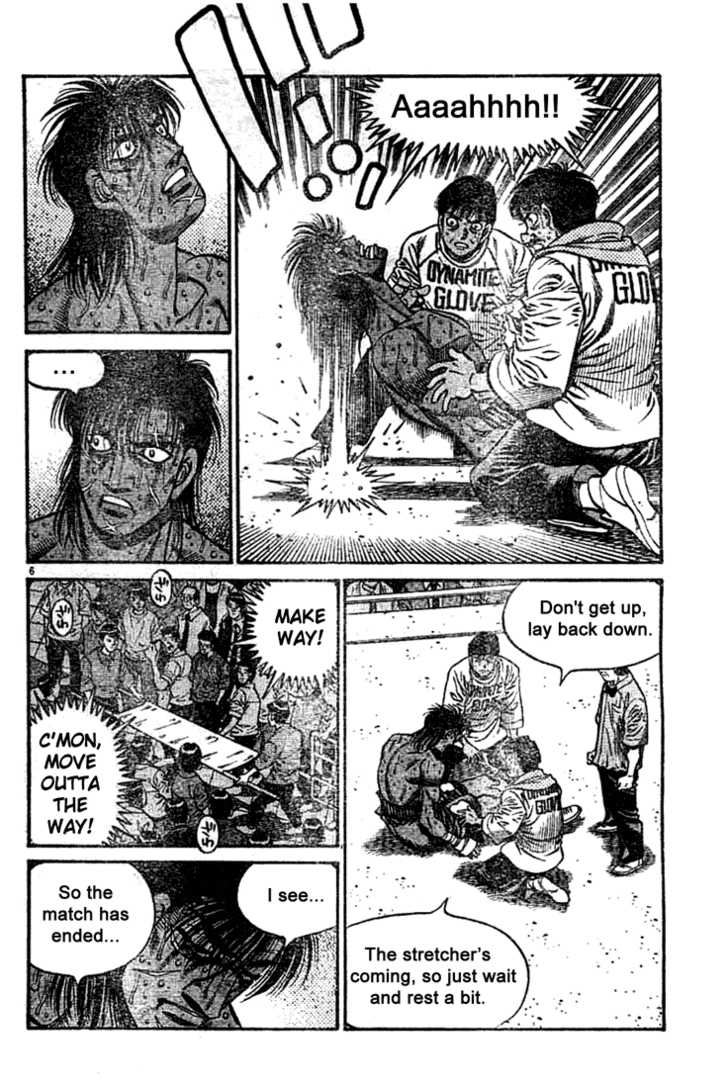 Aaaahhhh!!
DYNAMITE
GLOVE
GLOV
...
6
Don't get up,
lay back down.
GLOVE
The stretcher's
coming, so just wait
and rest a bit.
MAKE
WAY!
C'MON,
MOVE
OUTTA
THE
WAY!
I see...
So the
match has
ended...